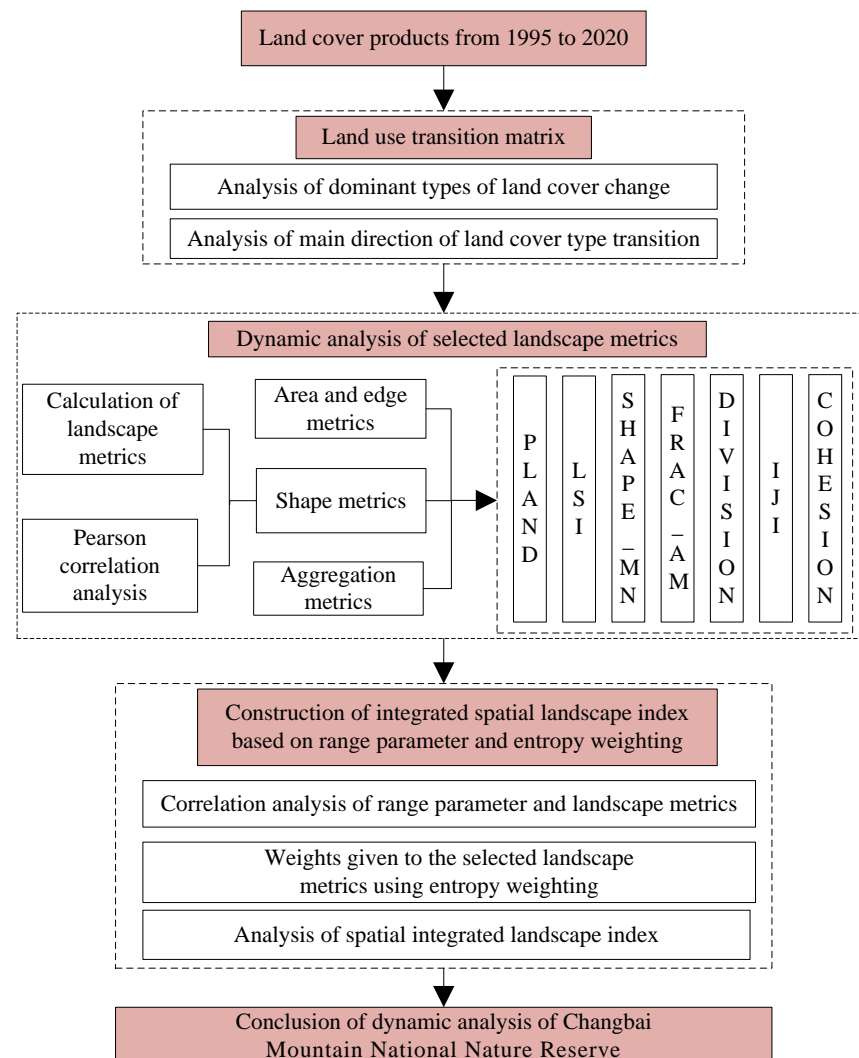 Land cover products from 1995 to 2020
Land use transition matrix
Analysis of dominant types of land cover change
Analysis of main direction of land cover type transition
Dynamic analysis of selected landscape metrics
Calculation of
landscape
metrics
Pearson
correlation
analysis
Area and edge
metrics
Shape metrics
Aggregation
metrics
PLAND
LSI
SHAPE_MN
FRAC_AM
DIVISION
IJI
COHESION
Construction of integrated spatial landscape index
based on range parameter and entropy weighting
Correlation analysis of range parameter and landscape metrics
Weights given to the selected landscape
metrics using entropy weighting
Analysis of spatial integrated landscape index
Conclusion of dynamic analysis of Changbai
Mountain National Nature Reserve